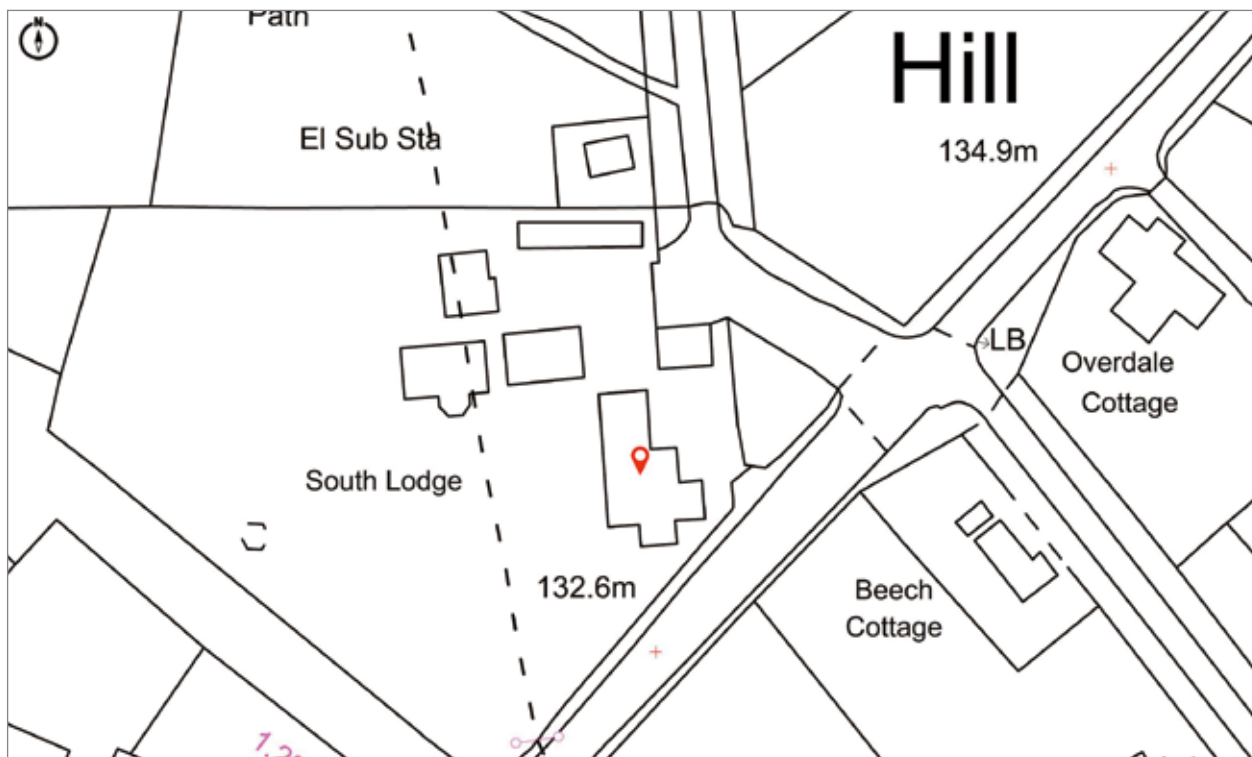 N
Path
Hill
El Sub Sta
134.9m
LB
Overdale
Cottage
South Lodge
132.6m
Beech
Cottage